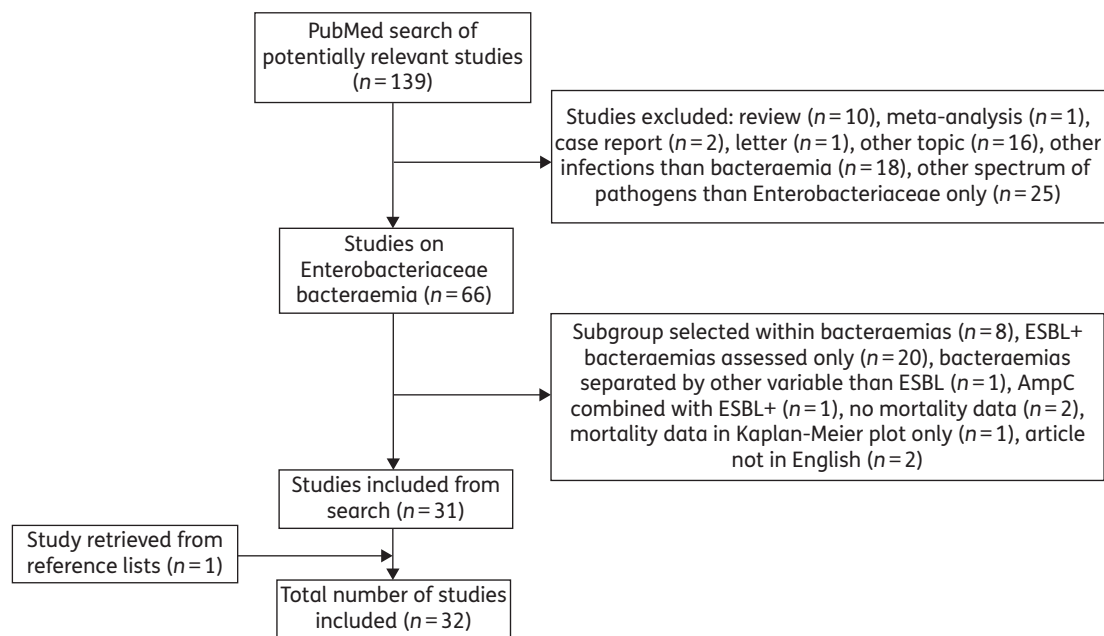 PubMed search of
potentially relevant studies
(n = 139)
Studies excluded: review (n = 10), meta-analysis (n = 1),
case report (n = 2), letter (n = 1), other topic (n = 16), other
infections than bacteraemia (n = 18), other spectrum of
pathogens than Enterobacteriaceae only (n = 25)
Studies on
Enterobacteriaceae
bacteraemia (n = 66)
Subgroup selected within bacteraemias (n = 8), ESBL+
bacteraemias assessed only (n = 20), bacteraemias
separated by other variable than ESBL (n = 1), AmpC
combined with ESBL+ (n = 1), no mortality data (n = 2),
mortality data in Kaplan-Meier plot only (n = 1), article
not in English (n = 2)
Studies included from
search (n = 31)
Study retrieved from
reference lists (n = 1)
Total number of studies
included (n = 32)